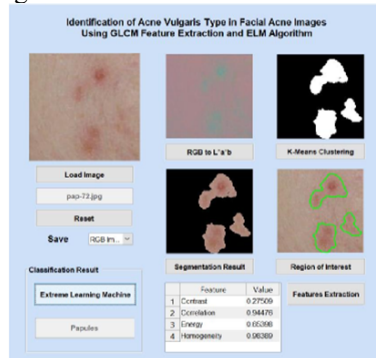 Identification of Acne Vulgaris Type in Facial Acne Images
Using GLCM Feature Extraction and ELM Algorithm
RGB to L*a*b
K-Means Clustering
Load Image
pap-72.jpg
Reset
Save
RGB Im...
Segmentation Result
Region of Interest
Classification Result
Extreme Learning Machine
Papules
Feature Value
1 Contrast 0.27509
2 Correlation 0.94476
3 Energy 0.65398
4 Homogeneity 0.98389
Features Extraction